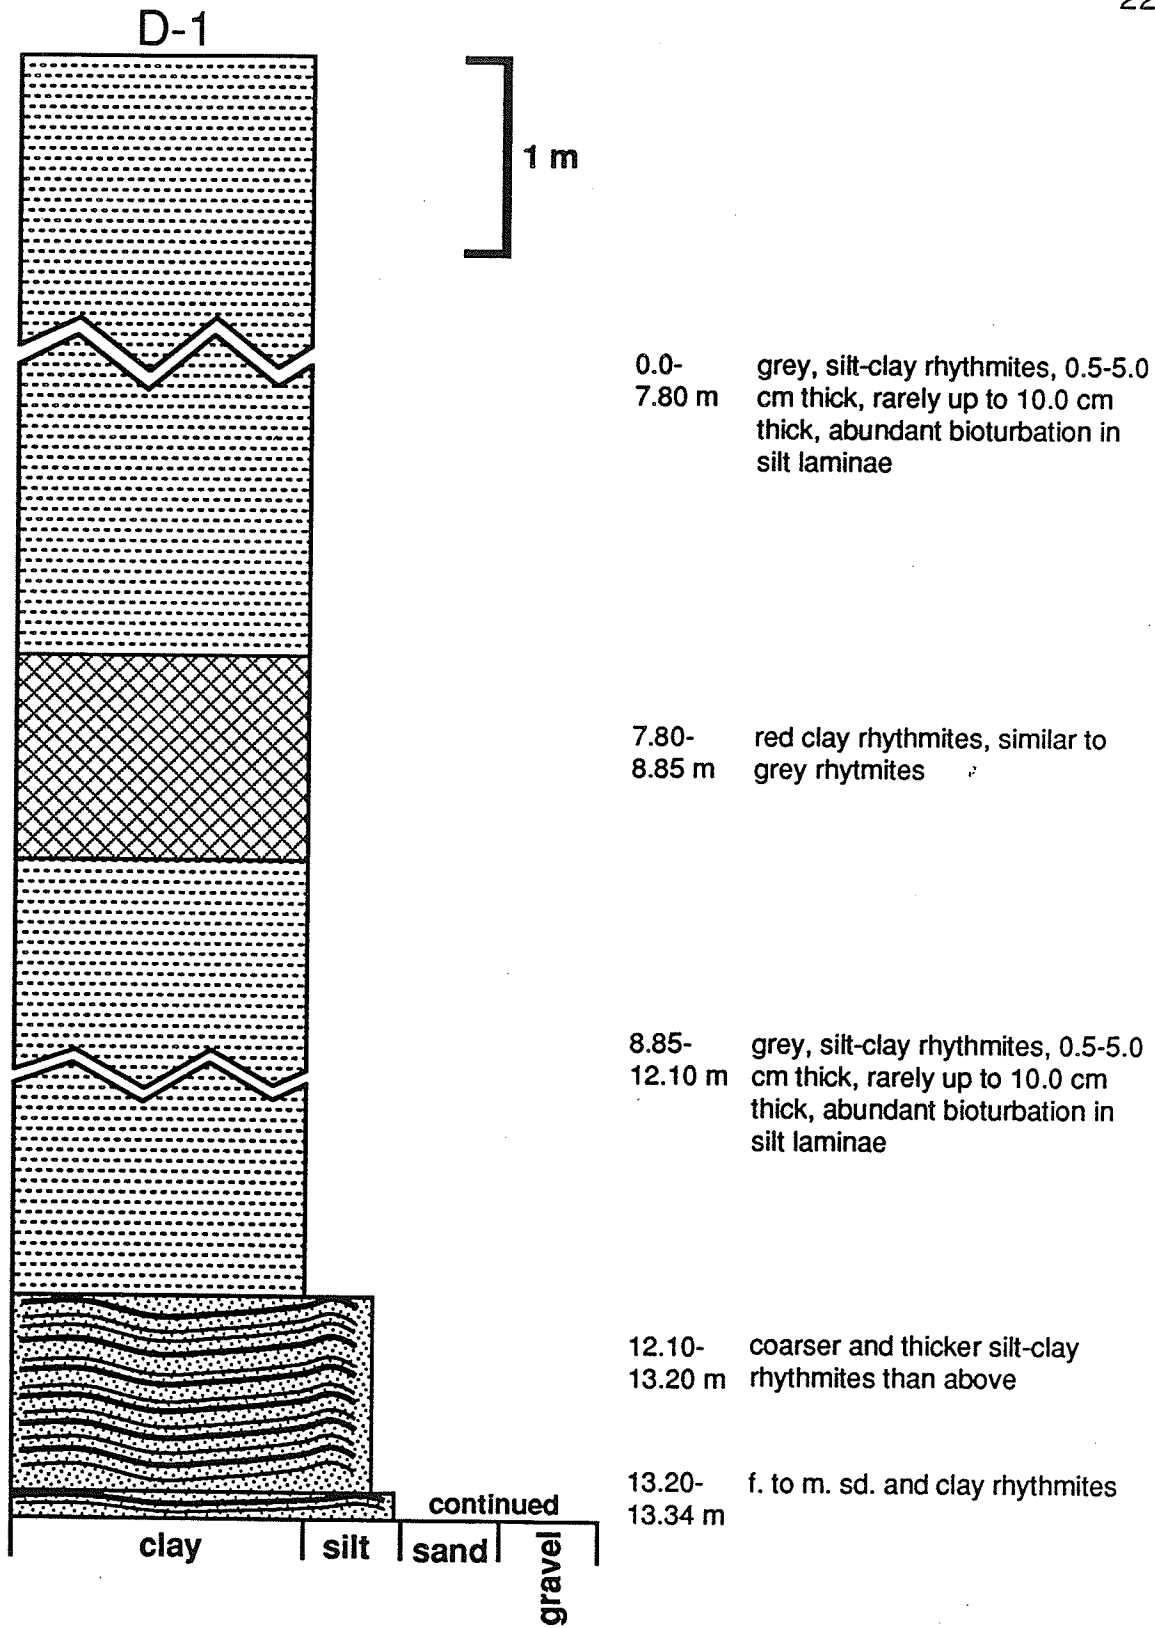 22
D-1
1 m
0.0- grey, silt-clay rhythmites, 0.5-5.0
7.80 m cm thick, rarely up to 10.0 cm
thick, abundant bioturbation in
silt laminae
7.80- red clay rhythmites, similar to
8.85 m grey rhytmites
8.85- grey, silt-clay rhythmites, 0.5-5.0
12.10 m cm thick, rarely up to 10.0 cm
thick, abundant bioturbation in
silt laminae
12.10- coarser and thicker silt-clay
13.20 m rhythmites than above
13.20- f. to m. sd. and clay rhythmites
13.34 m
continued
clay silt sand gravel